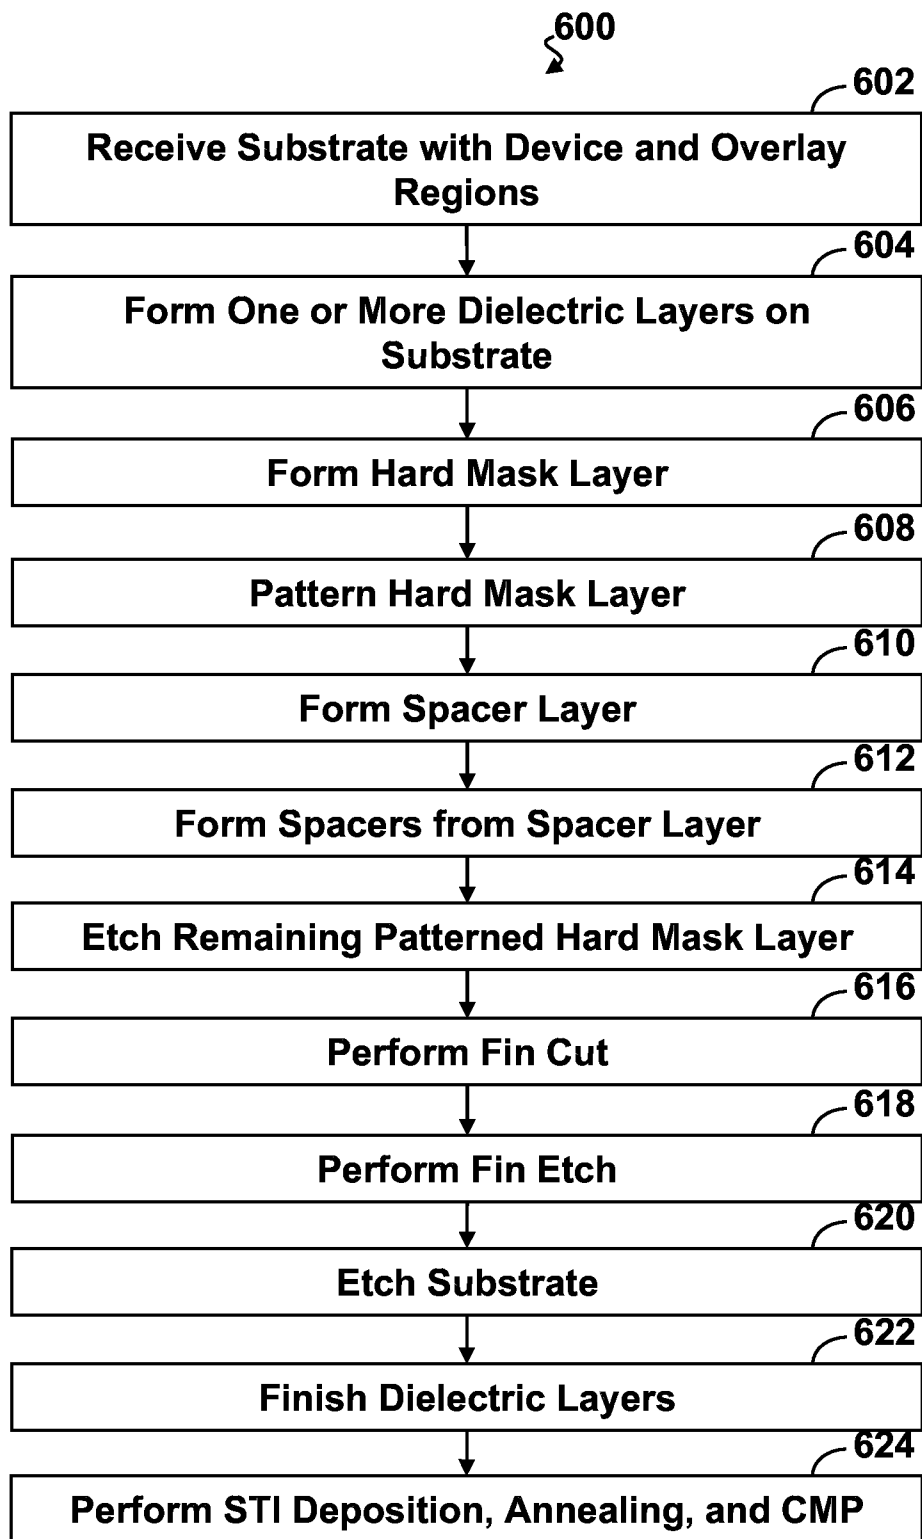 600
602
Receive Substrate with Device and Overlay
Regions
604
Form One or More Dielectric Layers on
Substrate
606
Form Hard Mask Layer
608
Pattern Hard Mask Layer
610
Form Spacer Layer
612
Form Spacers from Spacer Layer
614
Etch Remaining Patterned Hard Mask Layer
616
Perform Fin Cut
618
Perform Fin Etch
620
Etch Substrate
622
Finish Dielectric Layers
624
Perform STI Deposition, Annealing, and CMP